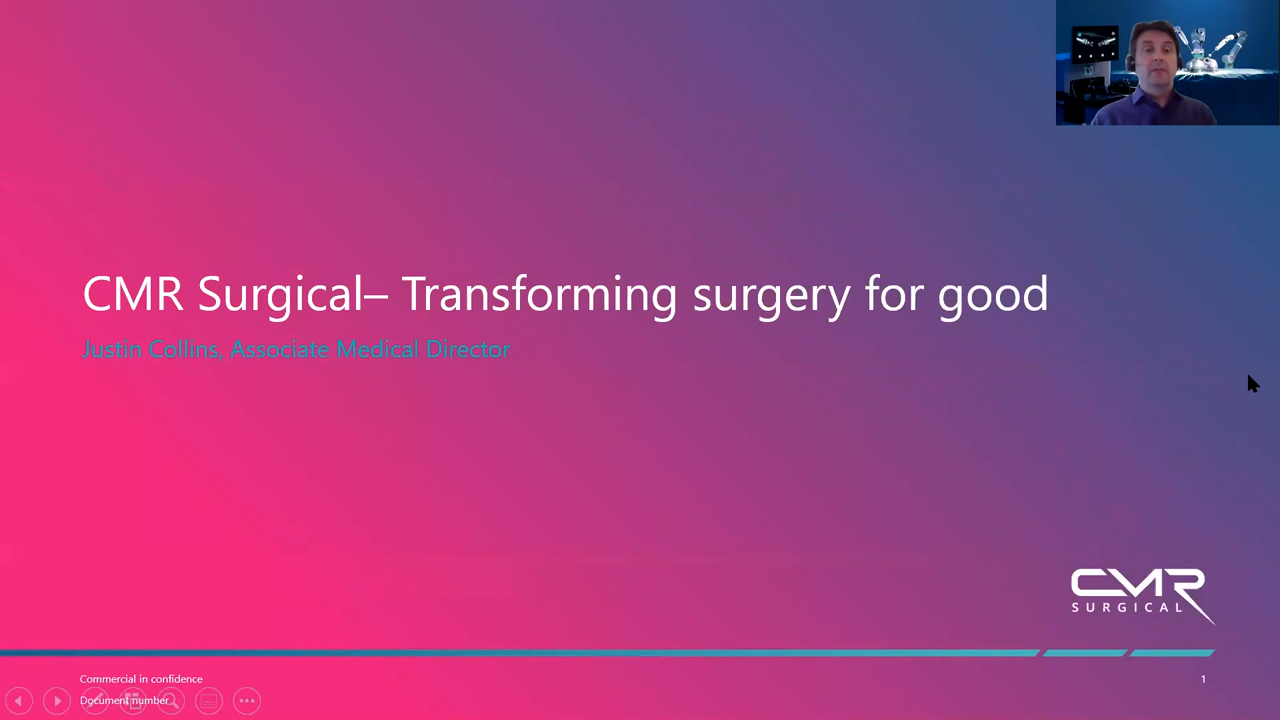 CMR Surgical– Transforming surgery for good
Justin Collins, Associate Medical Director
CMR
SURGICAL
Commercial in confidence
1
Document number